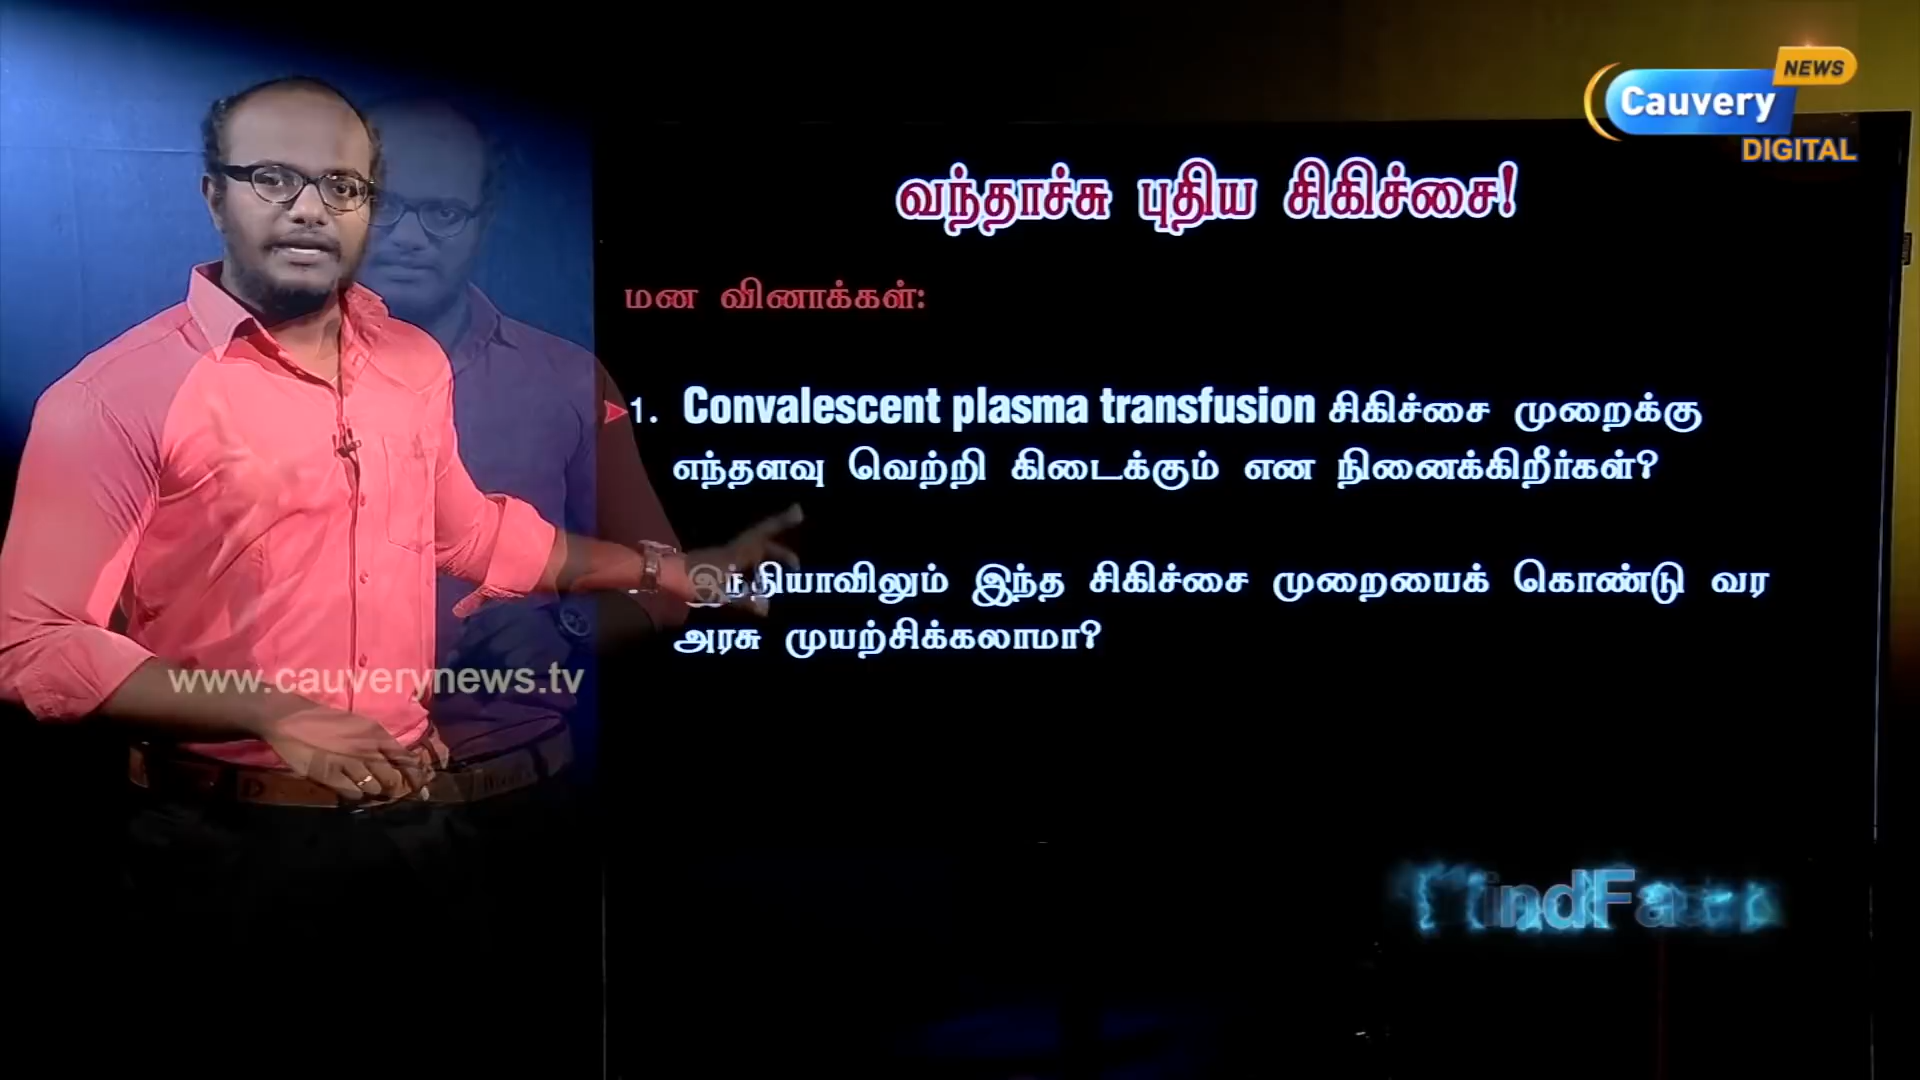 NEWS
Cauvery
DIGITAL
வந்தாச்சு புதிய சிகிச்சை!
மன வினாக்கள்:
1. Convalescent plasma transfusion சிகிச்சை முறைக்கு
எந்தளவு வெற்றி கிடைக்கும் என நினைக்கிறீர்கள்?
இந்தியாவிலும் இந்த சிகிச்சை முறையைக் கொண்டு வர
அரசு முயற்சிக்கலாமா?
www.cauverynews.tv